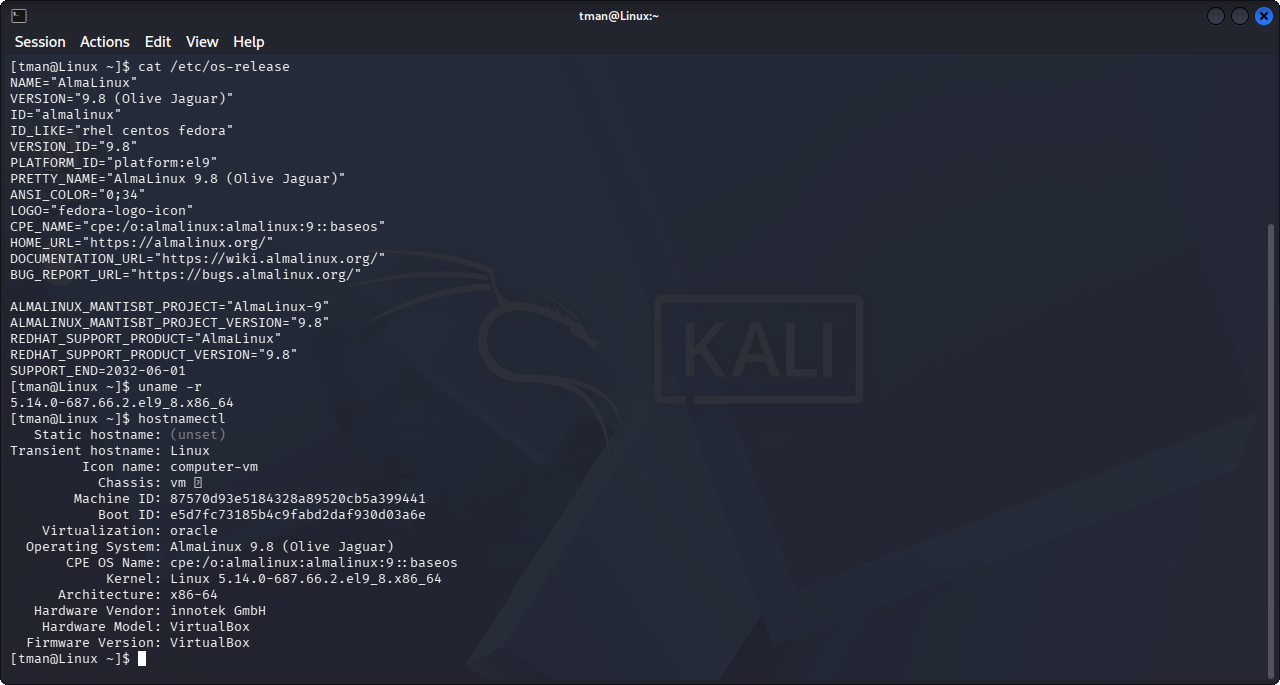 tman@Linux:~
Session Actions Edit View Help
[tman@Linux ~]$ cat /etc/os-release
NAME="AlmaLinux"
VERSION="9.8 (Olive Jaguar)"
ID="almalinux"
ID_LIKE="rhel centos fedora"
VERSION_ID="9.8"
PLATFORM_ID="platform:el9"
PRETTY_NAME="AlmaLinux 9.8 (Olive Jaguar)"
ANSI_COLOR="0;34"
LOGO="fedora-logo-icon"
CPE_NAME="cpe:/o:almalinux:almalinux:9::baseos"
HOME_URL="https://almalinux.org/"
DOCUMENTATION_URL="https://wiki.almalinux.org/"
BUG_REPORT_URL="https://bugs.almalinux.org/"

ALMALINUX_MANTISBT_PROJECT="AlmaLinux-9"
ALMALINUX_MANTISBT_PROJECT_VERSION="9.8"
REDHAT_SUPPORT_PRODUCT="AlmaLinux"
REDHAT_SUPPORT_PRODUCT_VERSION="9.8"
SUPPORT_END=2032-06-01
[tman@Linux ~]$ uname -r
5.14.0-687.66.2.el9_8.x86_64
[tman@Linux ~]$ hostnamectl
Static hostname: (unset)
Transient hostname: Linux
Icon name: computer-vm
Chassis: vm
Machine ID: 87570d93e5184328a89520cb5a399441
Boot ID: e5d7fc73185b4c9fabd2daf930d03a6e
Virtualization: oracle
Operating System: AlmaLinux 9.8 (Olive Jaguar)
CPE OS Name: cpe:/o:almalinux:almalinux:9::baseos
Kernel: Linux 5.14.0-687.66.2.el9_8.x86_64
Architecture: x86-64
Hardware Vendor: innotek GmbH
Hardware Model: VirtualBox
Firmware Version: VirtualBox
[tman@Linux ~]$
KALI